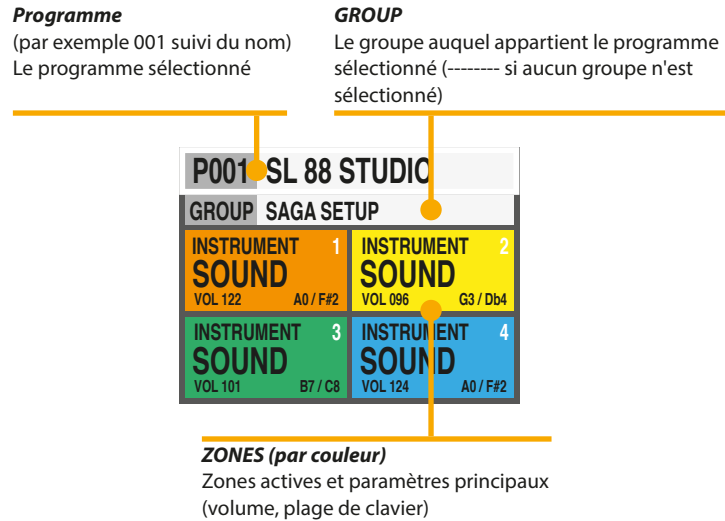 Programme
(par exemple 001 suivi du nom)
Le programme sélectionné
GROUP
Le groupe auquel appartient le programme
sélectionné (-------- si aucun groupe n'est
sélectionné)
P001 SL 88 STUDIO
GROUP SAGA SETUP
INSTRUMENT 1
SOUND
VOL 122 A0 / F#2
INSTRUMENT 2
SOUND
VOL 096 G3 / Db4
INSTRUMENT 3
SOUND
VOL 101 B7 / C8
INSTRUMENT 4
SOUND
VOL 124 A0 / F#2
ZONES (par couleur)
Zones actives et paramètres principaux
(volume, plage de clavier)